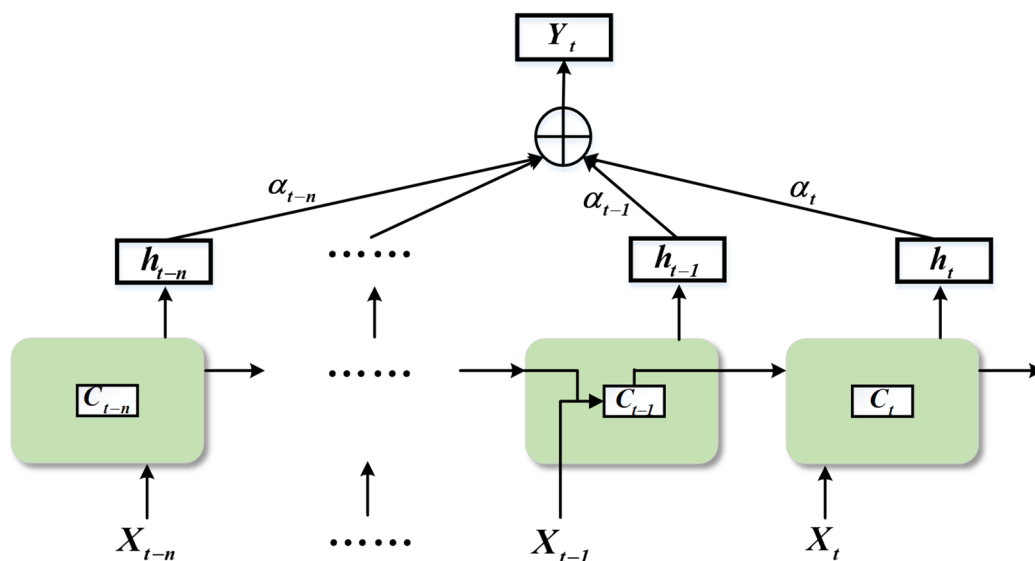 Y_t
α_{t-n} α_{t-1} α_t
h_{t-n} ...... h_{t-1} h_t
C_{t-n} ...... C_{t-1} C_t
X_{t-n} ...... X_{t-1} X_t